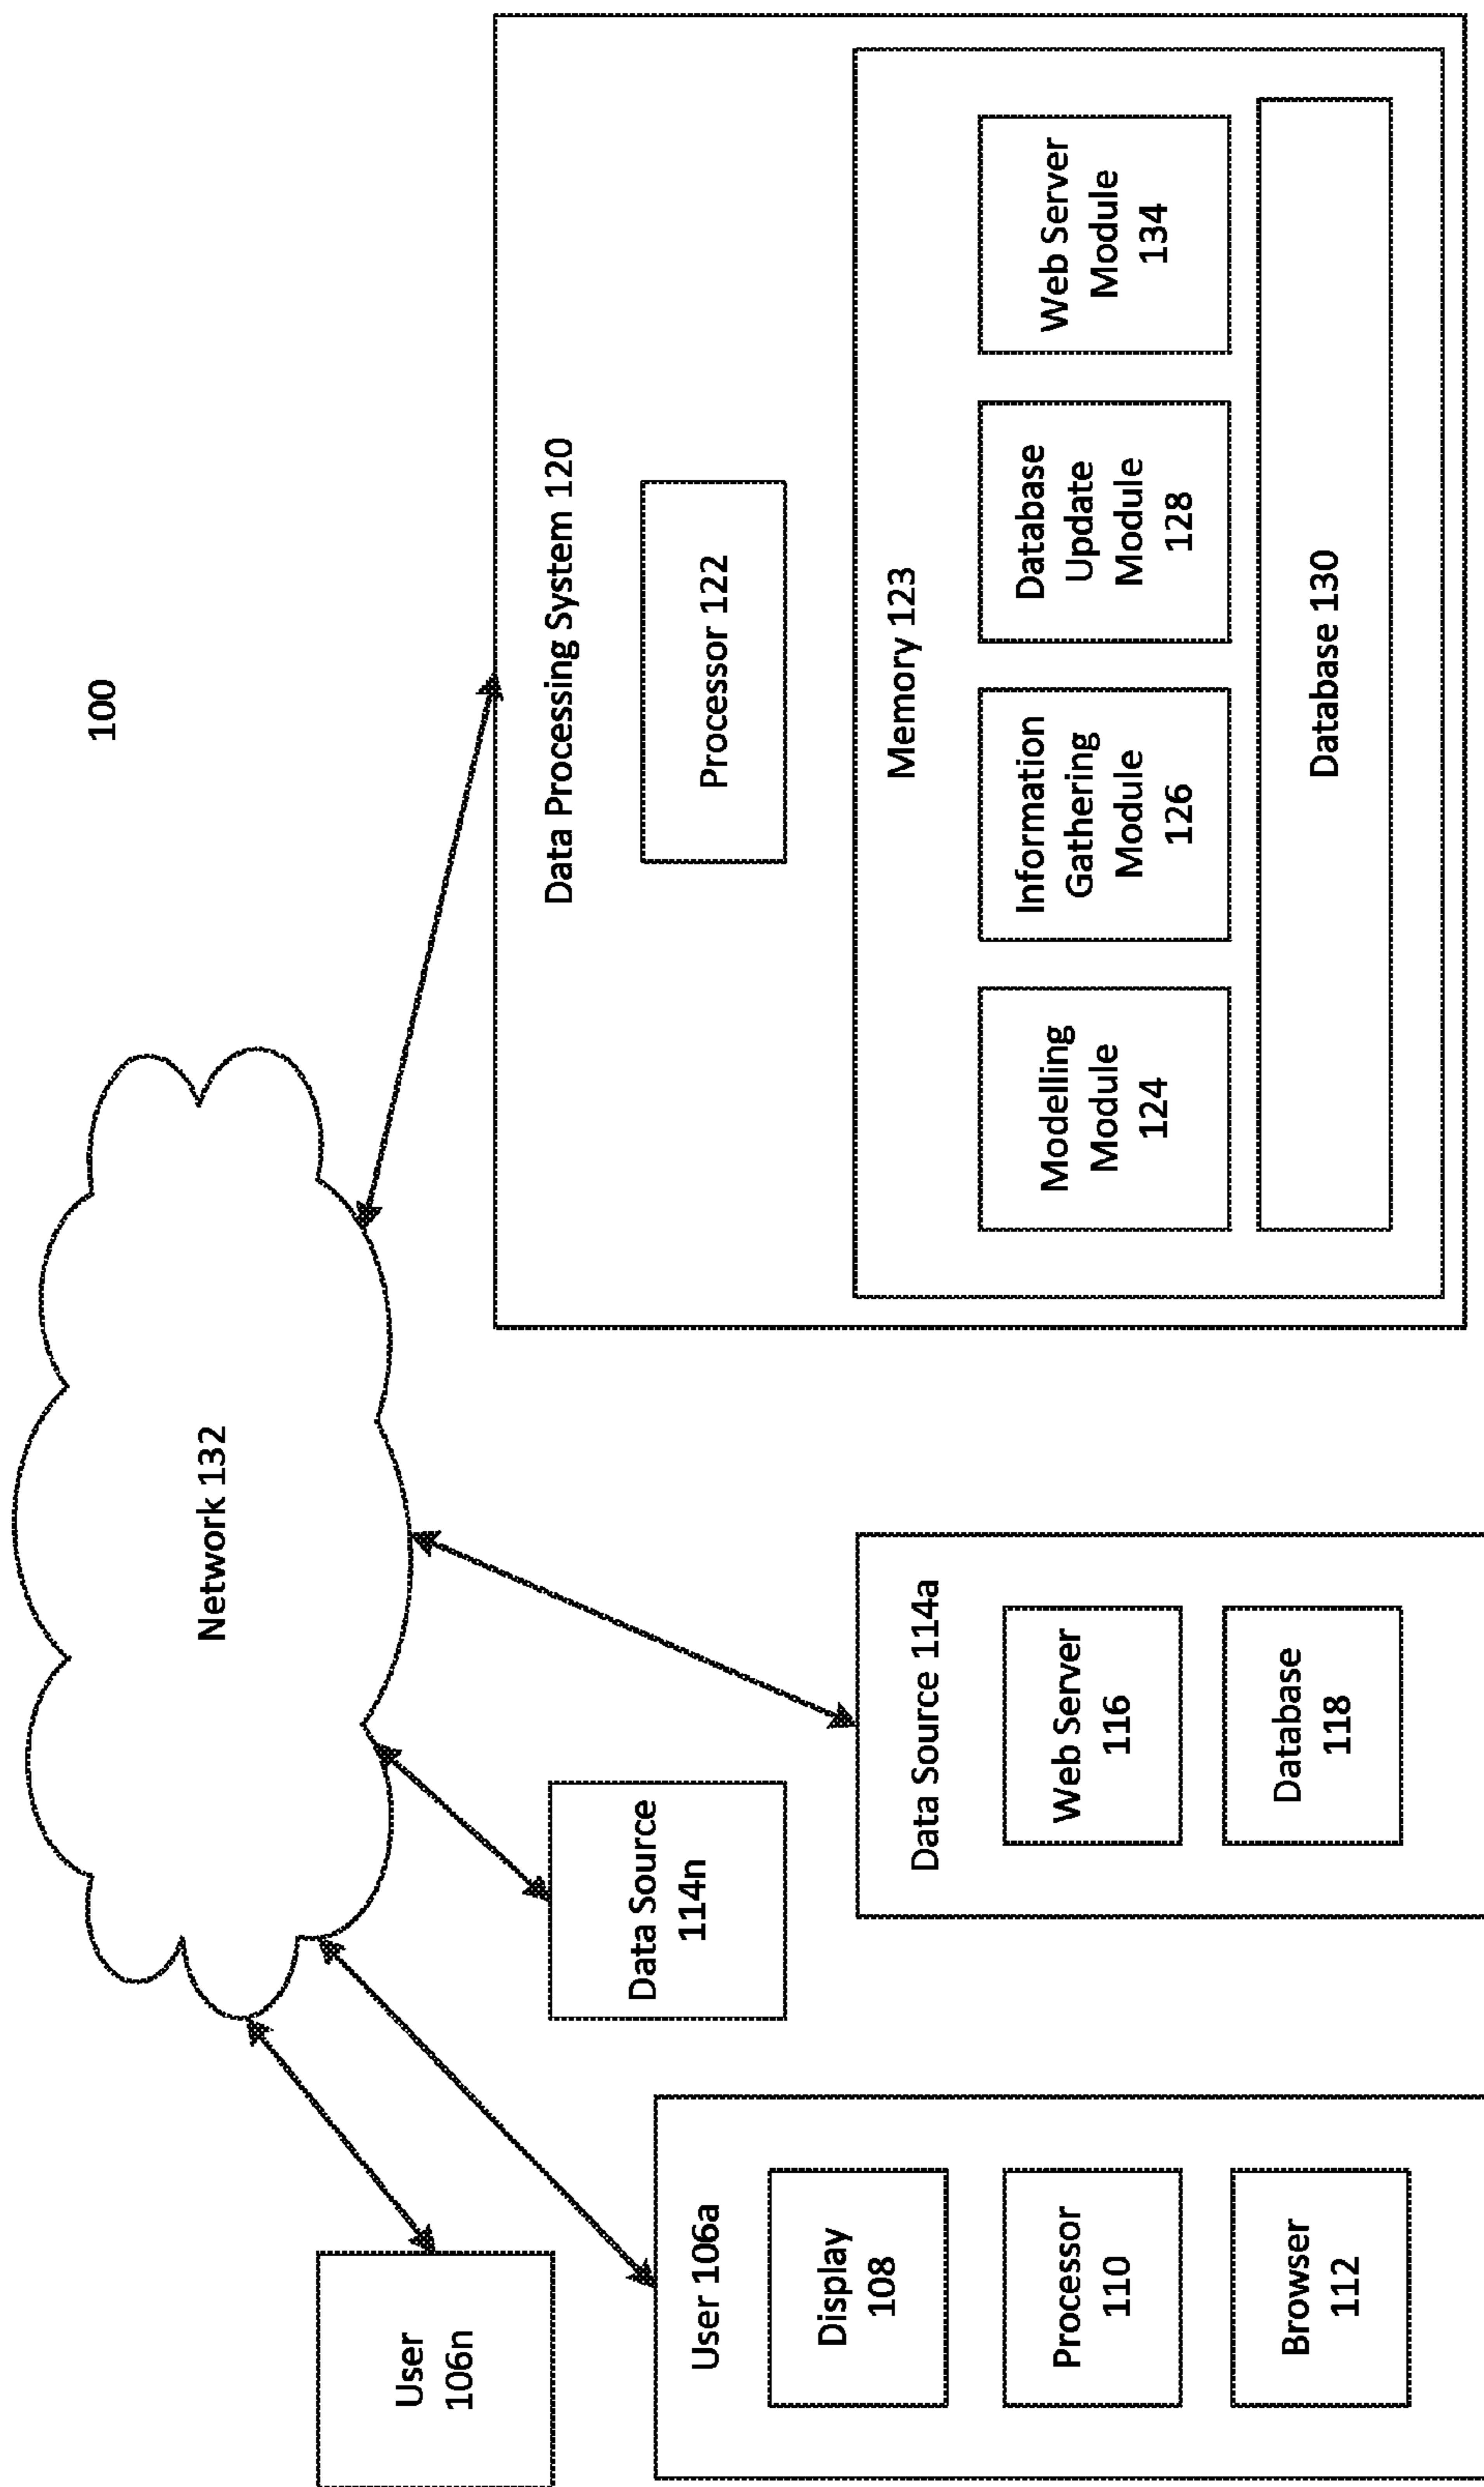 100
Network 132
User
106n
User 106a
Display
108
Processor
110
Browser
112
Data Source
114n
Data Source 114a
Web Server
116
Database
118
Data Processing System 120
Processor 122
Memory 123
Modelling
Module
124
Information
Gathering
Module
126
Database
Update
Module
128
Web Server
Module
134
Database 130